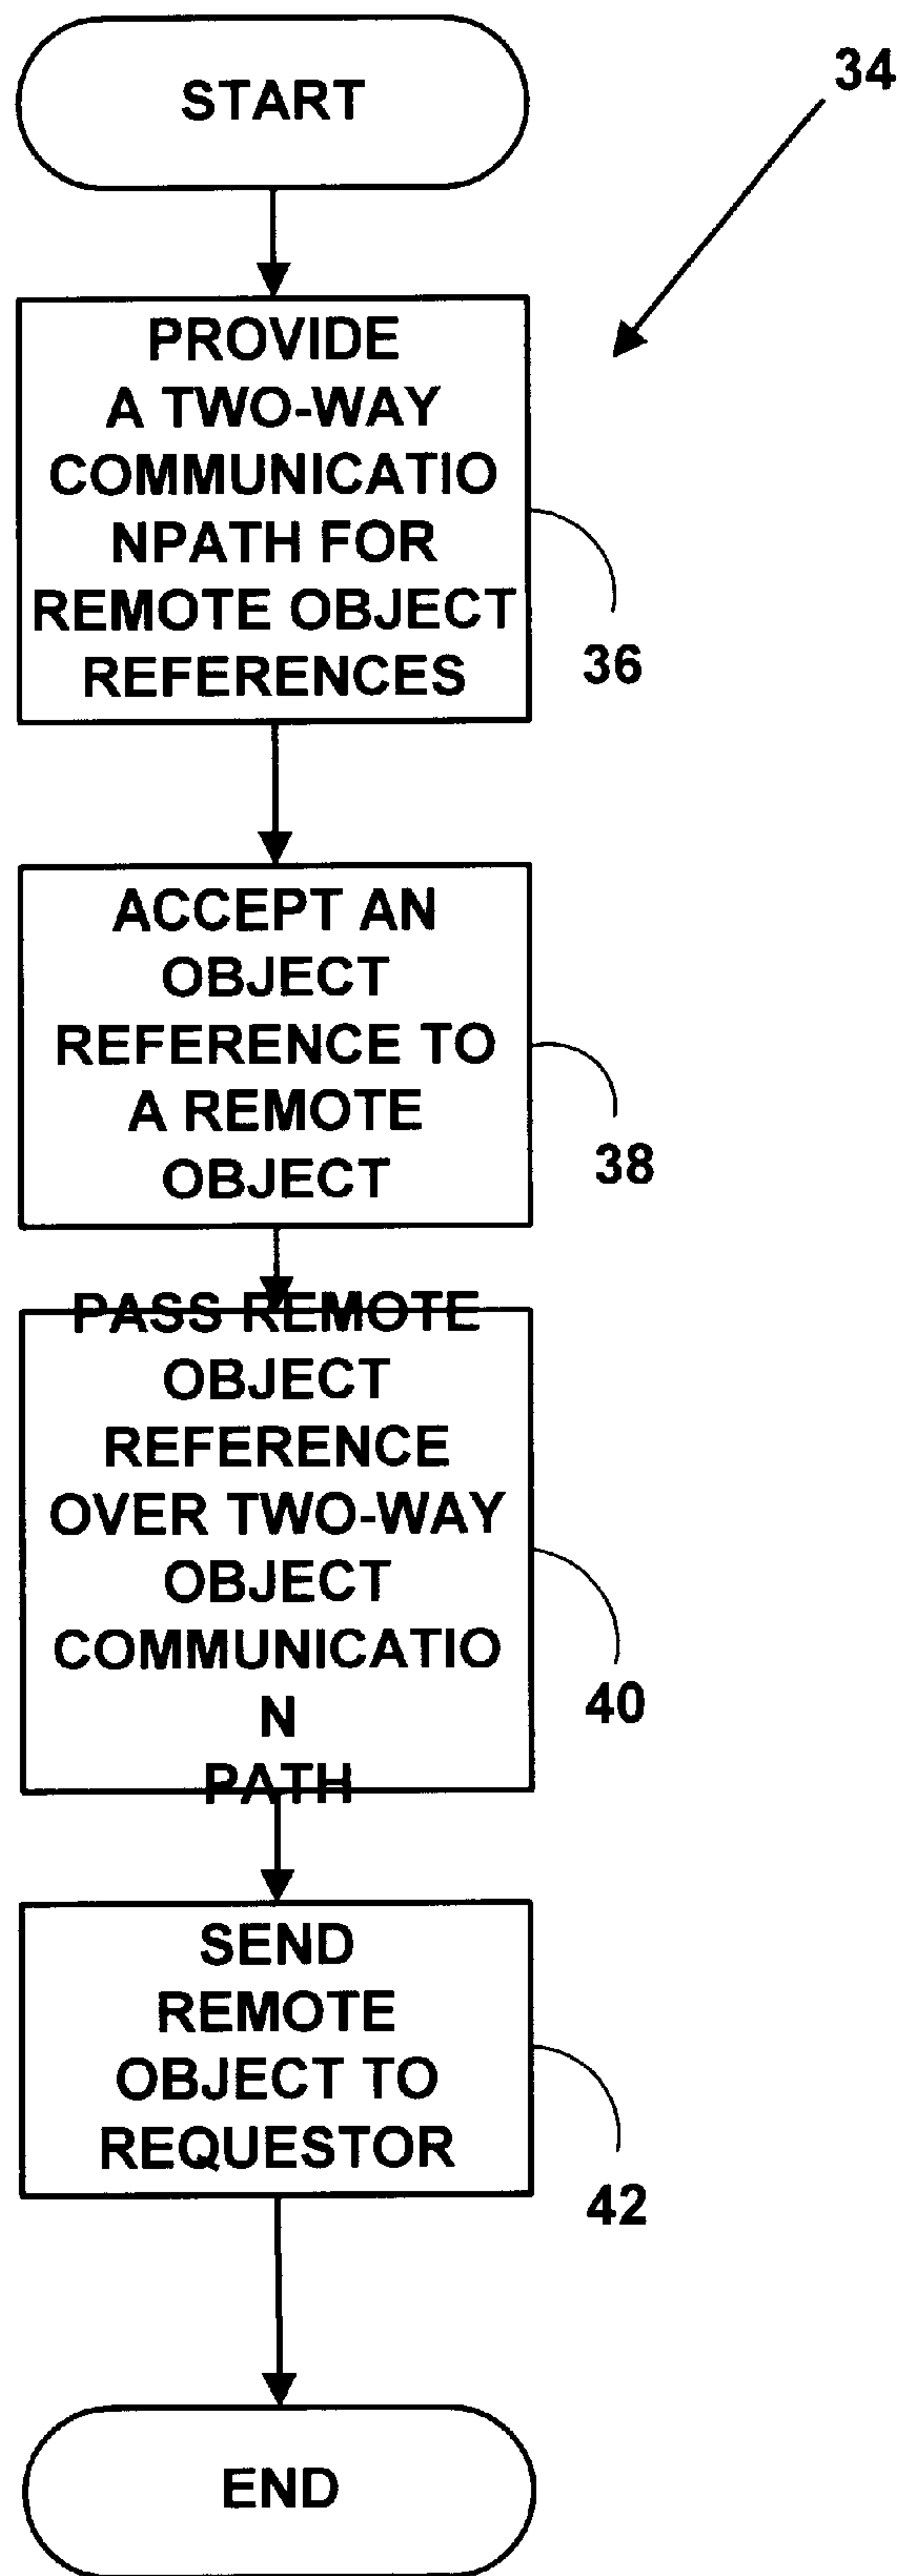 START
34
PROVIDE
A TWO-WAY
COMMUNICATIO
NPATH FOR
REMOTE OBJECT
REFERENCES
36
ACCEPT AN
OBJECT
REFERENCE TO
A REMOTE
OBJECT
38
PASS REMOTE
OBJECT
REFERENCE
OVER TWO-WAY
OBJECT
COMMUNICATIO
N
PATH
40
SEND
REMOTE
OBJECT TO
REQUESTOR
42
END